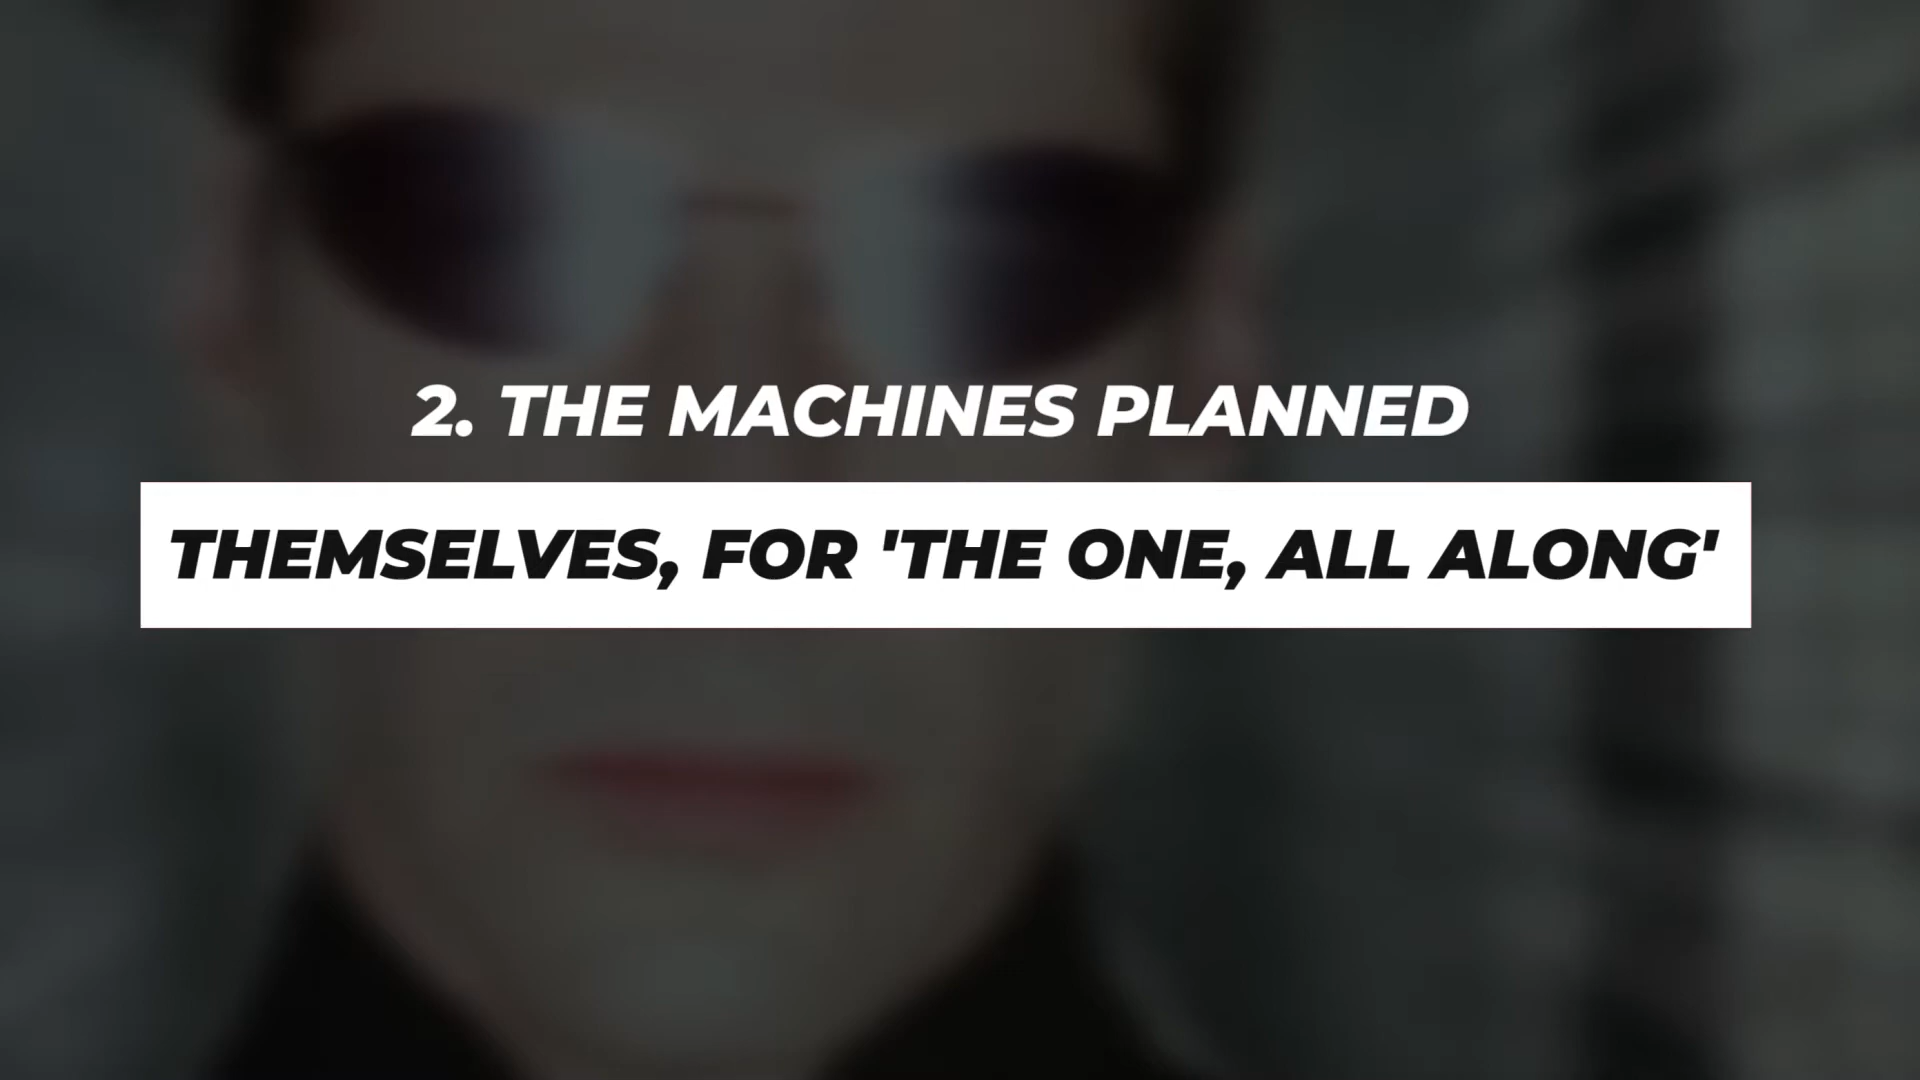 2. THE MACHINES PLANNED
THEMSELVES, FOR 'THE ONE, ALL ALONG'